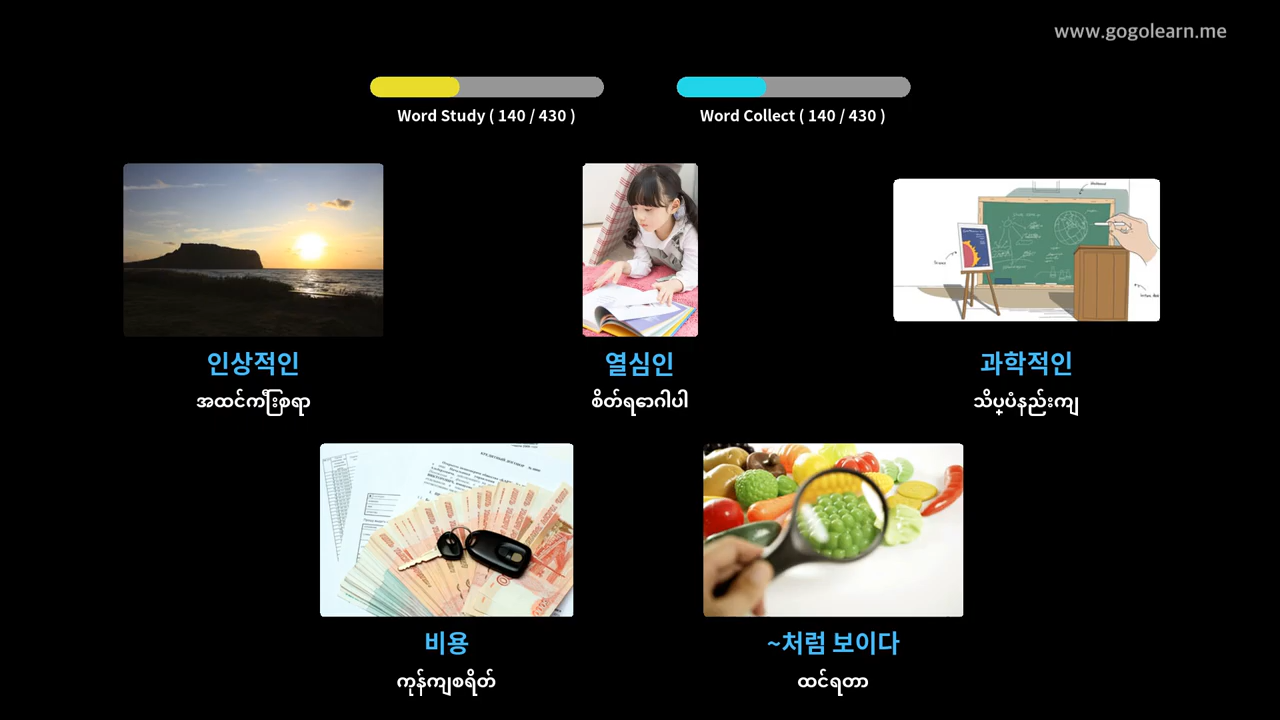 www.gogolearn.me
Word Study ( 140 / 430 )
Word Collect ( 140 / 430 )
인상적인
열심인
과학적인
အထင်ကြီးစရာ
စိတ်ရောဂါပါ
သိပ္ပံနည်းကျ
비용
~처럼 보이다
ကုန်ကျစရိတ်
ထင်ရတာ